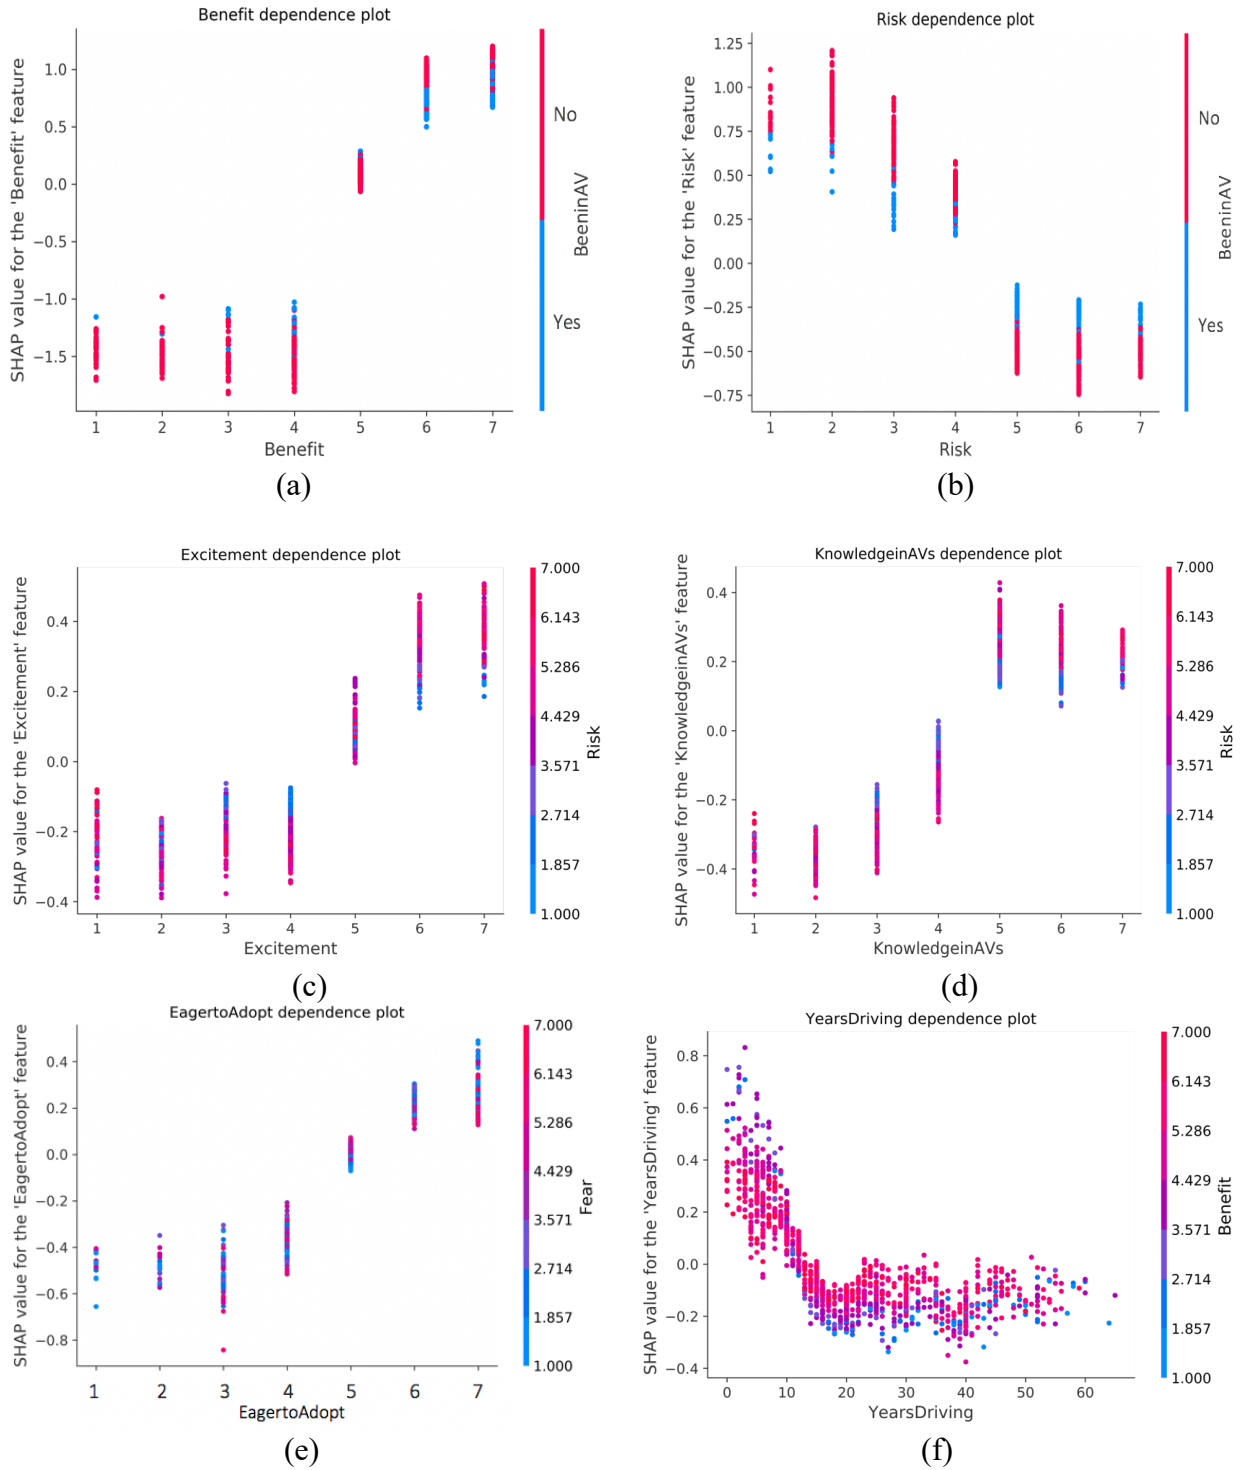 Benefit dependence plot
SHAP value for the 'Benefit' feature
1.0
0.5
0.0
−0.5
−1.0
−1.5
1 2 3 4 5 6 7
Benefit
No
Yes
BeeninAV
(a)
Risk dependence plot
SHAP value for the 'Risk' feature
1.25
1.00
0.75
0.50
0.25
0.00
−0.25
−0.50
−0.75
1 2 3 4 5 6 7
Risk
No
Yes
BeeninAV
(b)
Excitement dependence plot
SHAP value for the 'Excitement' feature
0.4
0.2
0.0
−0.2
−0.4
1 2 3 4 5 6 7
Excitement
7.000
6.143
5.286
4.429
3.571
2.714
1.857
1.000
Risk
(c)
KnowledgeinAVs dependence plot
SHAP value for the 'KnowledgeinAVs' feature
0.4
0.2
0.0
−0.2
−0.4
1 2 3 4 5 6 7
KnowledgeinAVs
7.000
6.143
5.286
4.429
3.571
2.714
1.857
1.000
Risk
(d)
EagertoAdopt dependence plot
SHAP value for the 'EagertoAdopt' feature
0.4
0.2
0.0
−0.2
−0.4
−0.6
−0.8
1 2 3 4 5 6 7
EagertoAdopt
7.000
6.143
5.286
4.429
3.571
2.714
1.857
1.000
Fear
(e)
YearsDriving dependence plot
SHAP value for the 'YearsDriving' feature
0.8
0.6
0.4
0.2
0.0
−0.2
−0.4
0 10 20 30 40 50 60
YearsDriving
7.000
6.143
5.286
4.429
3.571
2.714
1.857
1.000
Benefit
(f)